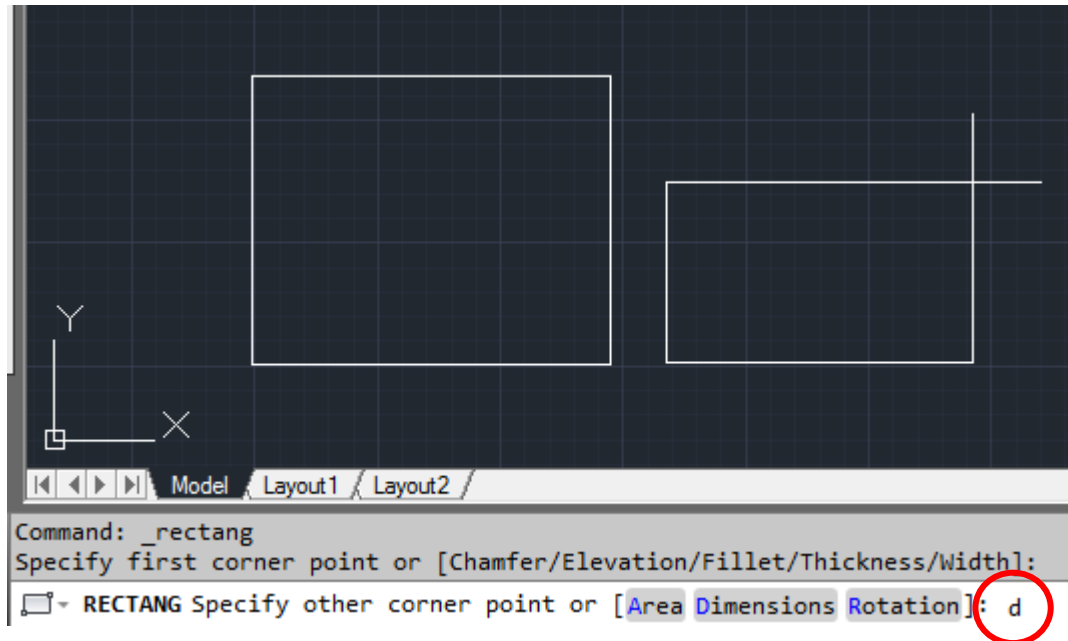 Y
X
Model Layout1 Layout2
Command: _rectang
Specify first corner point or [Chamfer/Elevation/Fillet/Thickness/Width]:
RECTANG Specify other corner point or [Area Dimensions Rotation]: d